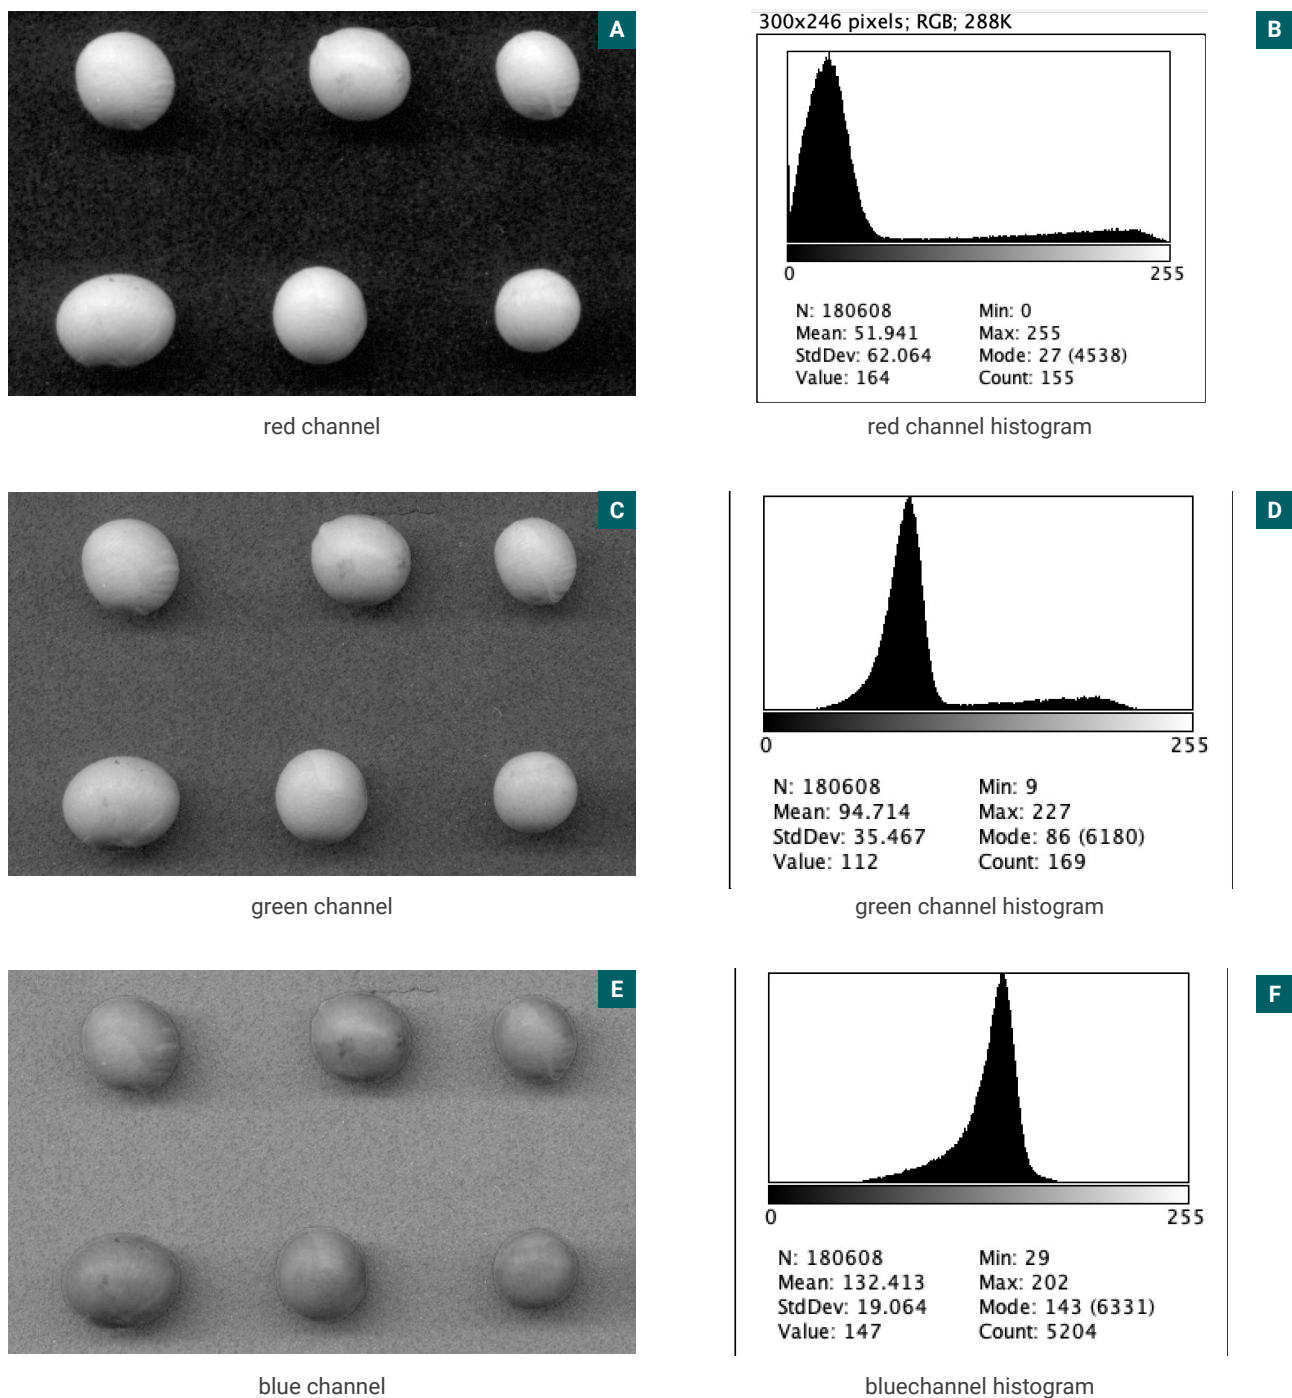 A
300x246 pixels; RGB; 288K
B
0 255
N: 180608 Min: 0
Mean: 51.941 Max: 255
StdDev: 62.064 Mode: 27 (4538)
Value: 164 Count: 155
red channel
red channel histogram
C
D
0 255
N: 180608 Min: 9
Mean: 94.714 Max: 227
StdDev: 35.467 Mode: 86 (6180)
Value: 112 Count: 169
green channel
green channel histogram
E
F
0 255
N: 180608 Min: 29
Mean: 132.413 Max: 202
StdDev: 19.064 Mode: 143 (6331)
Value: 147 Count: 5204
blue channel
bluechannel histogram